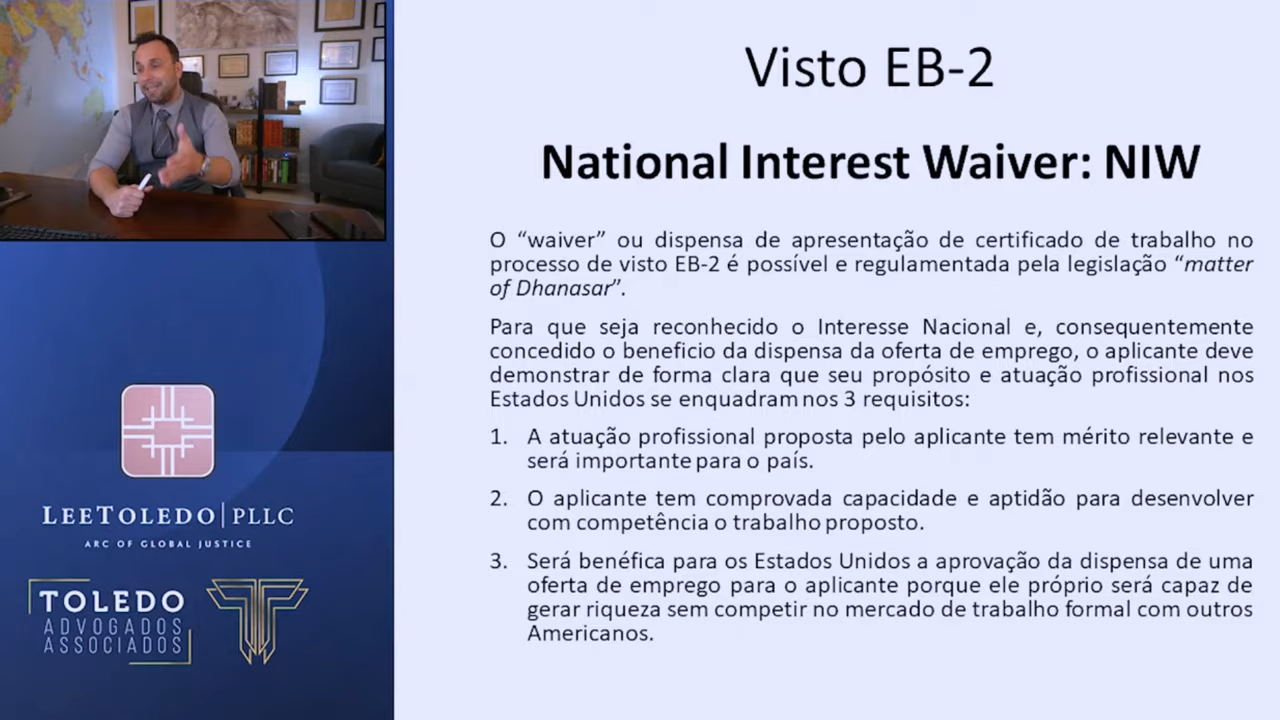 Visto EB-2
National Interest Waiver: NIW
O “waiver” ou dispensa de apresentação de certificado de trabalho no
processo de visto EB-2 é possível e regulamentada pela legislação “matter
of Dhanasar”.
Para que seja reconhecido o Interesse Nacional e, consequentemente
concedido o beneficio da dispensa da oferta de emprego, o aplicante deve
demonstrar de forma clara que seu propósito e atuação profissional nos
Estados Unidos se enquadram nos 3 requisitos:
1. A atuação profissional proposta pelo aplicante tem mérito relevante e
será importante para o país.
2. O aplicante tem comprovada capacidade e aptidão para desenvolver
com competência o trabalho proposto.
3. Será benéfica para os Estados Unidos a aprovação da dispensa de uma
oferta de emprego para o aplicante porque ele próprio será capaz de
gerar riqueza sem competir no mercado de trabalho formal com outros
Americanos.
LEETOLEDO|PLLC
ARC OF GLOBAL JUSTICE
TOLEDO
ADVOGADOS
ASSOCIADOS